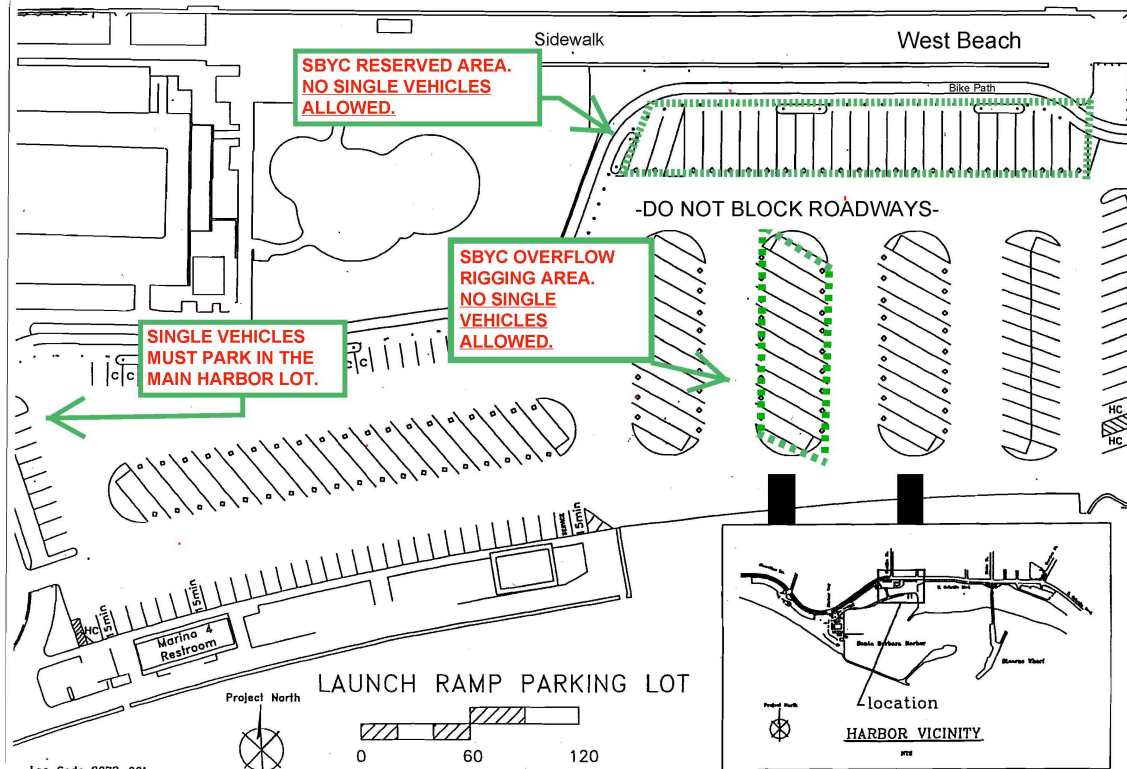 Sidewalk
West Beach
SBYC RESERVED AREA.
NO SINGLE VEHICLES
ALLOWED.
Bike Path
-DO NOT BLOCK ROADWAYS-
SBYC OVERFLOW
RIGGING AREA.
NO SINGLE
VEHICLES
ALLOWED.
SINGLE VEHICLES
MUST PARK IN THE
MAIN HARBOR LOT.
C
C
C
C
HC
HC
15min
15min
15min
HC
Marina 4
Restroom
LAUNCH RAMP PARKING LOT
Project North
0 60 120
Santa Barbara Harbor
Stearns Wharf
location
Project North
HARBOR VICINITY
NTS